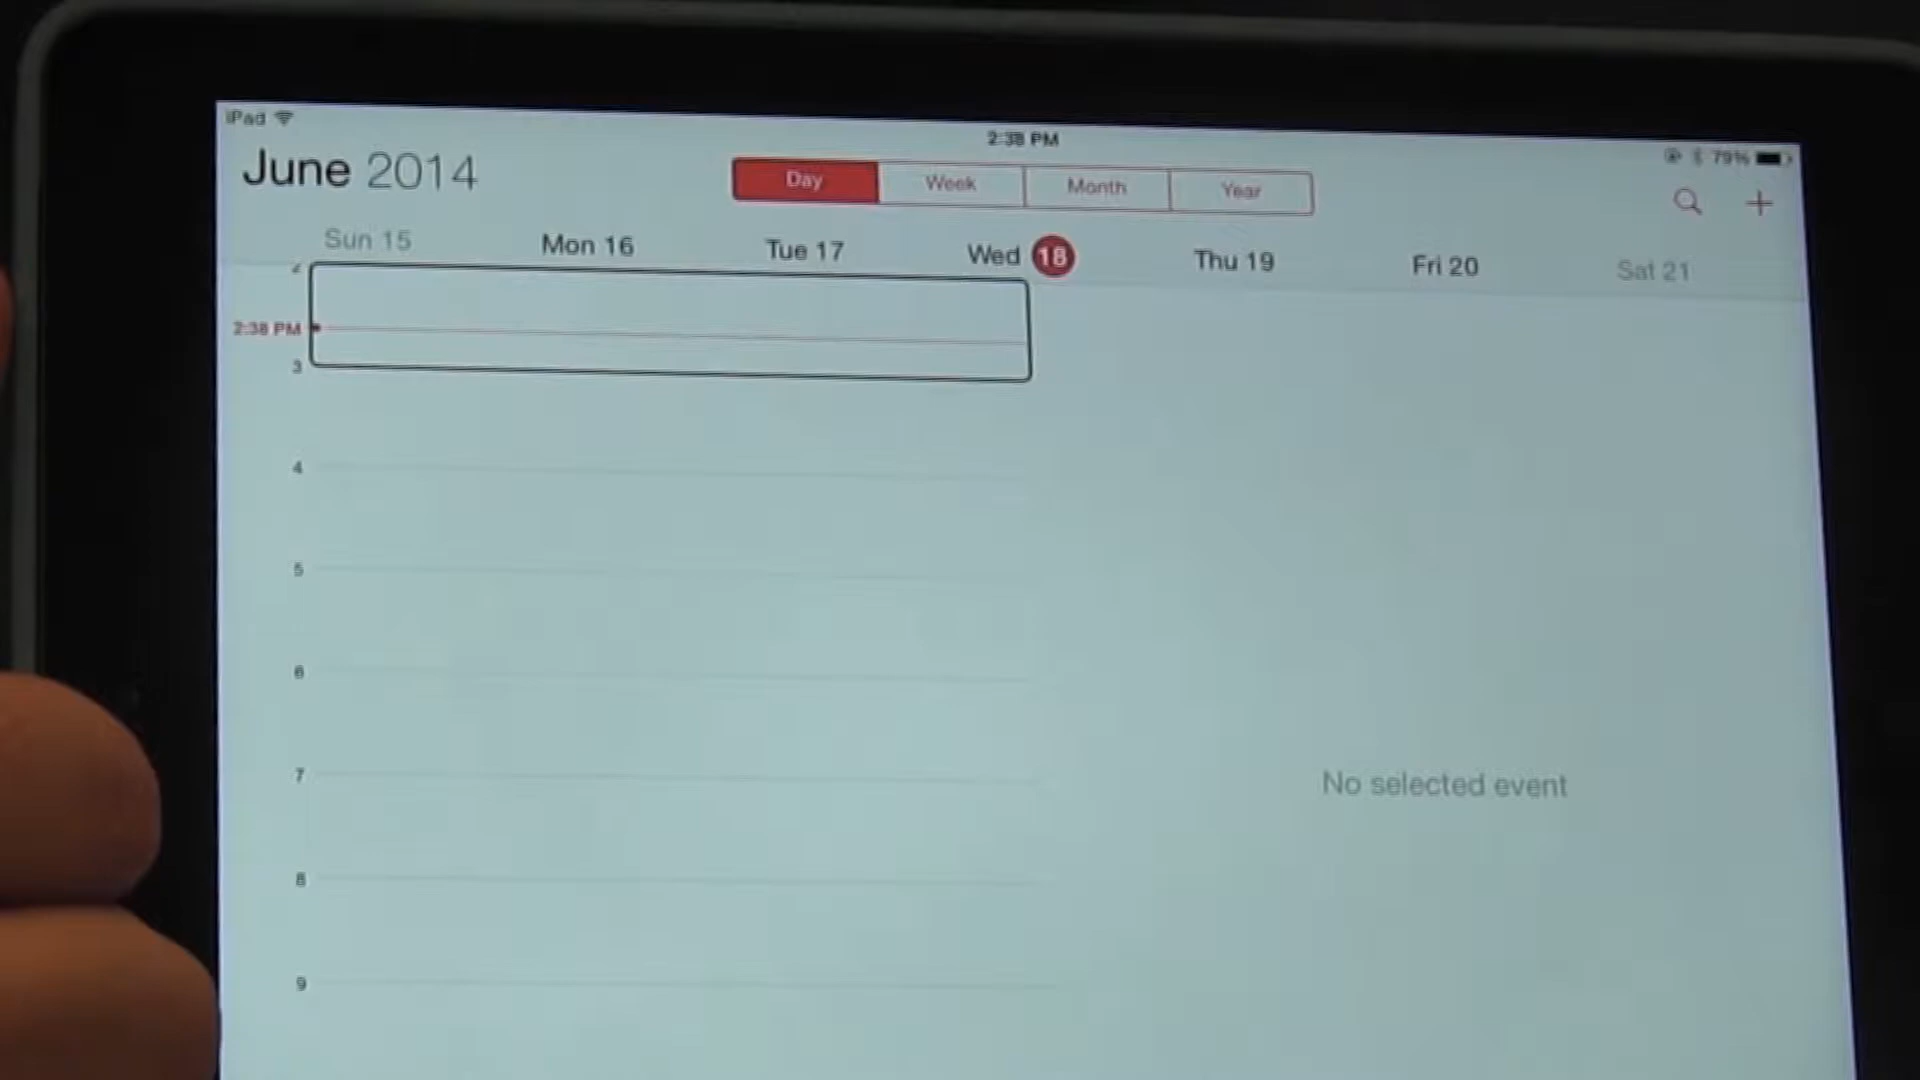 iPad
2:38 PM
79%
June 2014
Day Week Month Year
Sun 15 Mon 16 Tue 17 Wed 18 Thu 19 Fri 20 Sat 21
2:38 PM
3
4
5
6
7
No selected event
8
9